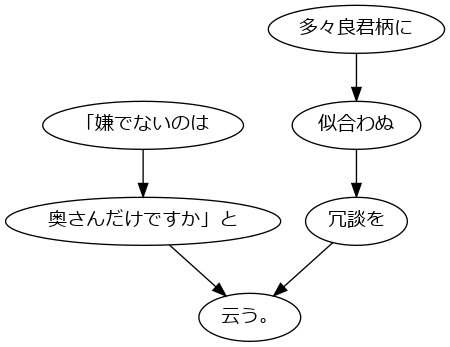 多々良君柄に
「嫌でないのは
似合わぬ
奥さんだけですか」と
冗談を
云う。